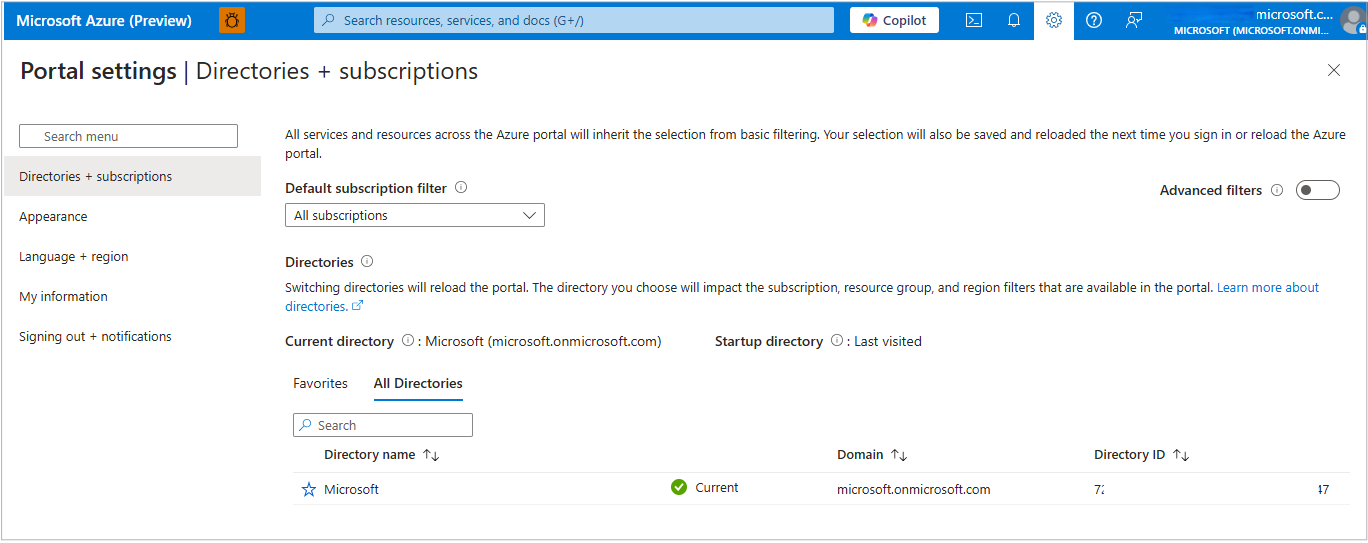 Microsoft Azure (Preview)
Search resources, services, and docs (G+/)
Copilot
microsoft.c...
MICROSOFT (MICROSOFT.ONMI...
Portal settings | Directories + subscriptions
Search menu
Directories + subscriptions
Appearance
Language + region
My information
Signing out + notifications
All services and resources across the Azure portal will inherit the selection from basic filtering. Your selection will also be saved and reloaded the next time you sign in or reload the Azure
portal.
Default subscription filter
Advanced filters
All subscriptions
Directories
Switching directories will reload the portal. The directory you choose will impact the subscription, resource group, and region filters that are available in the portal. Learn more about
directories.
Current directory : Microsoft (microsoft.onmicrosoft.com)
Startup directory : Last visited
Favorites
All Directories
Search
Directory name
Domain
Directory ID
Microsoft
Current
microsoft.onmicrosoft.com